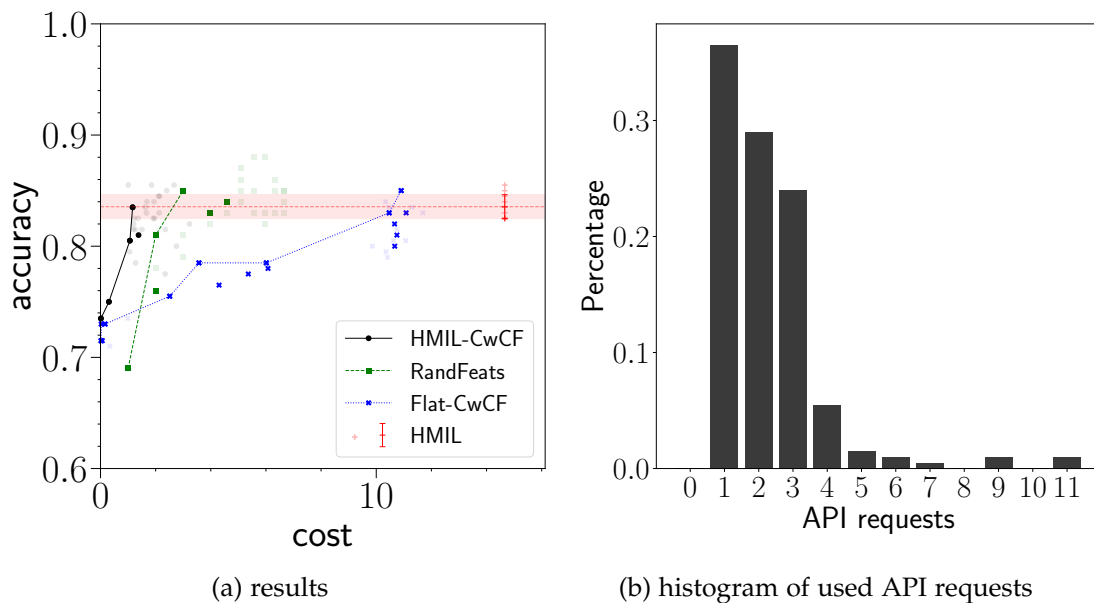 1.0
0.9
0.8
0.7
0.6
accuracy
0
10
cost
HMIL-CwCF
RandFeats
Flat-CwCF
HMIL
(a) results
0.3
0.2
0.1
0.0
Percentage
0 1 2 3 4 5 6 7 8 9 10 11
API requests
(b) histogram of used API requests